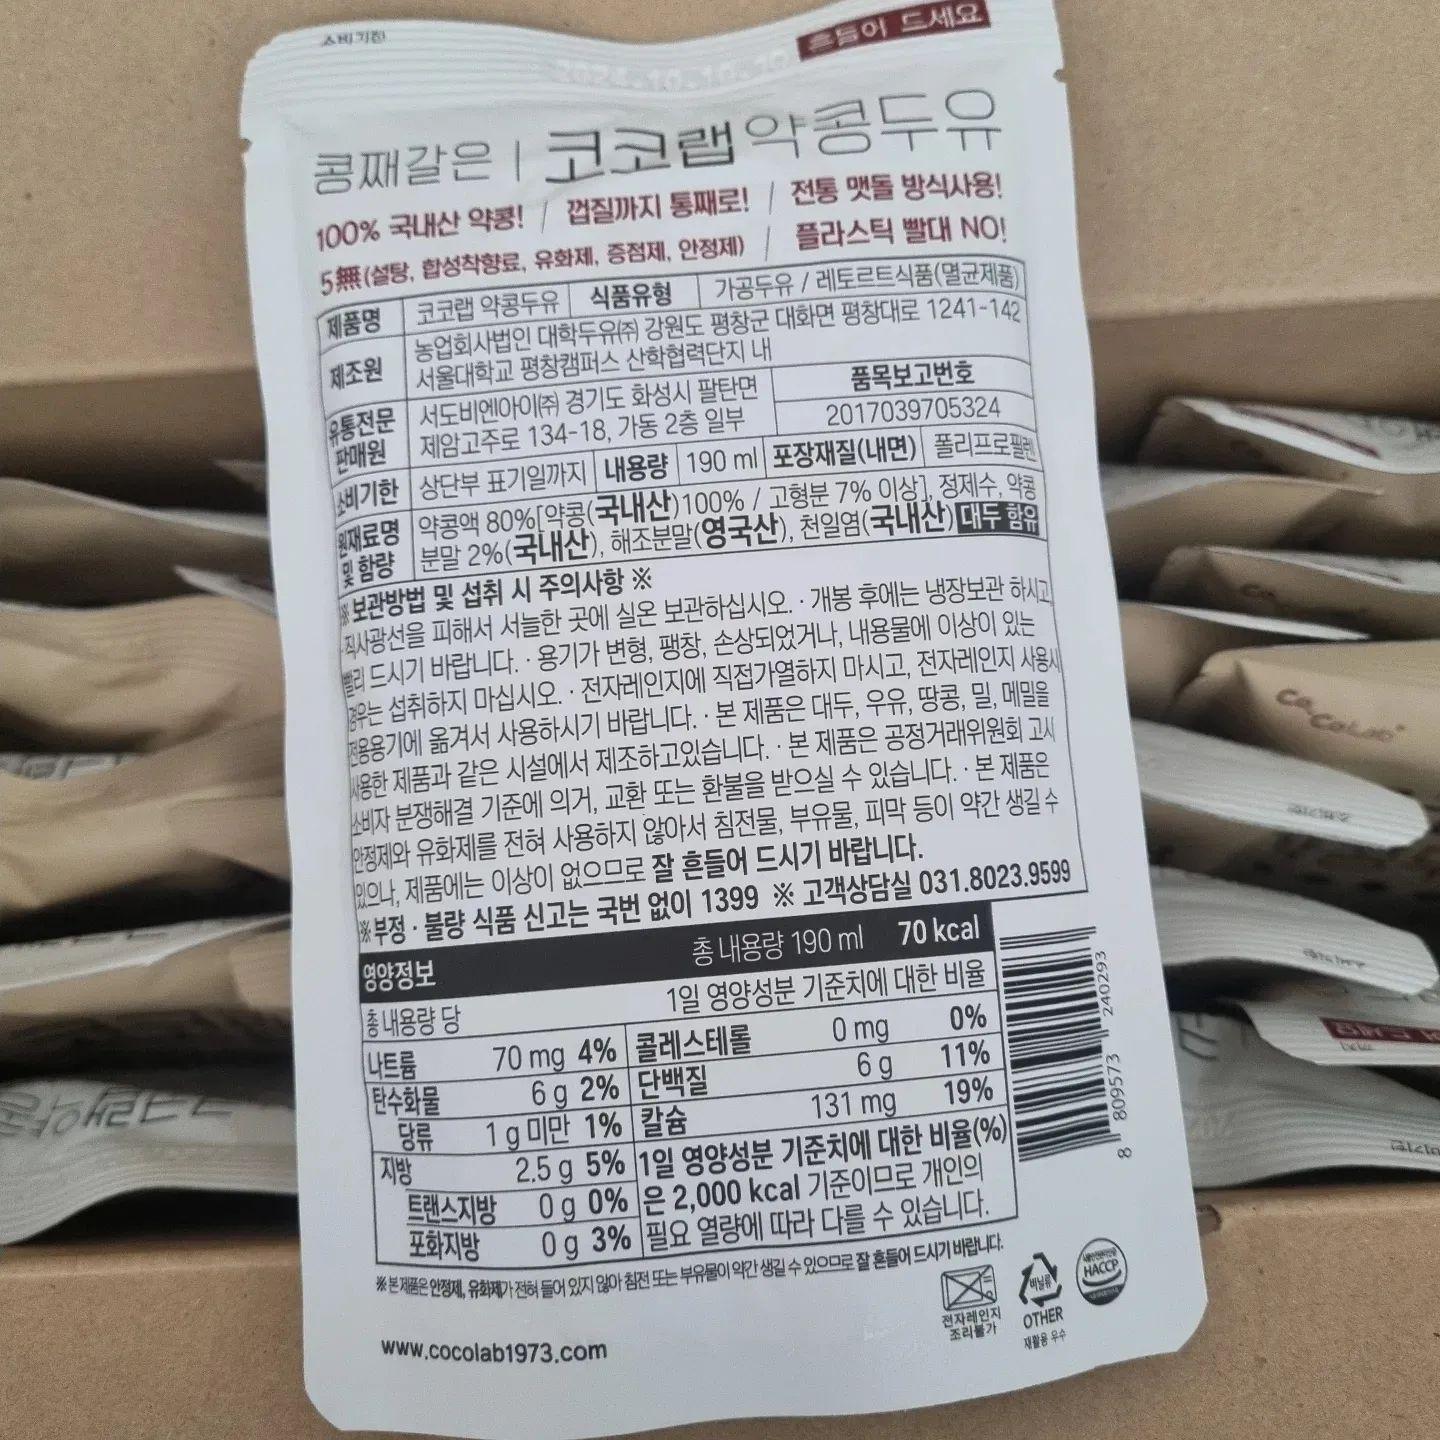 소비기한
흔들어 드세요
2024.10.10.10
콩째갈은 | 코코랩 약콩두유
100% 국내산 약콩! / 껍질까지 통째로! / 전통 맷돌 방식사용!
5無(설탕, 합성착향료, 유화제, 증점제, 안정제) / 플라스틱 빨대 NO!
제품명 코코랩 약콩두유 식품유형 가공두유 / 레토르트식품(멸균제품)
제조원 농업회사법인 대학두유㈜ 강원도 평창군 대화면 평창대로 1241-142
서울대학교 평창캠퍼스 산학협력단지 내
유통전문판매원 서도비엔아이㈜ 경기도 화성시 팔탄면
제암고주로 134-18, 가동 2층 일부
품목보고번호
2017039705324
소비기한 상단부 표기일까지 내용량 190 ml 포장재질(내면) 폴리프로필렌
원재료명 및 함량 약콩액 80%[약콩(국내산)100% / 고형분 7% 이상], 정제수, 약콩
분말 2%(국내산), 해조분말(영국산), 천일염(국내산) 대두 함유
※ 보관방법 및 섭취 시 주의사항 ※
· 직사광선을 피해서 서늘한 곳에 실온 보관하십시오. · 개봉 후에는 냉장보관 하시고
빨리 드시기 바랍니다. · 용기가 변형, 팽창, 손상되었거나, 내용물에 이상이 있는
경우는 섭취하지 마십시오. · 전자레인지에 직접가열하지 마시고, 전자레인지 사용시
전용용기에 옮겨서 사용하시기 바랍니다. · 본 제품은 대두, 우유, 땅콩, 밀, 메밀을
사용한 제품과 같은 시설에서 제조하고있습니다. · 본 제품은 공정거래위원회 고시
소비자 분쟁해결 기준에 의거, 교환 또는 환불을 받으실 수 있습니다. · 본 제품은
안정제와 유화제를 전혀 사용하지 않아서 침전물, 부유물, 피막 등이 약간 생길 수
있으나, 제품에는 이상이 없으므로 잘 흔들어 드시기 바랍니다.
※ 부정 · 불량 식품 신고는 국번 없이 1399 ※ 고객상담실 031.8023.9599
영양정보 총 내용량 190 ml 70 kcal
총 내용량 당 1일 영양성분 기준치에 대한 비율
나트륨 70 mg 4% 콜레스테롤 0 mg 0%
탄수화물 6 g 2% 단백질 6 g 11%
당류 1 g 미만 1% 칼슘 131 mg 19%
지방 2.5 g 5% 1일 영양성분 기준치에 대한 비율(%)
트랜스지방 0 g 0% 은 2,000 kcal 기준이므로 개인의
포화지방 0 g 3% 필요 열량에 따라 다를 수 있습니다.
8 809573 240293
※ 본 제품은 안정제, 유화제가 전혀 들어 있지 않아 침전 또는 부유물이 약간 생길 수 있으므로 잘 흔들어 드시기 바랍니다.
전자레인지
조리불가
비닐류
OTHER
재활용 우수
HACCP
www.cocolab1973.com
CocoLab